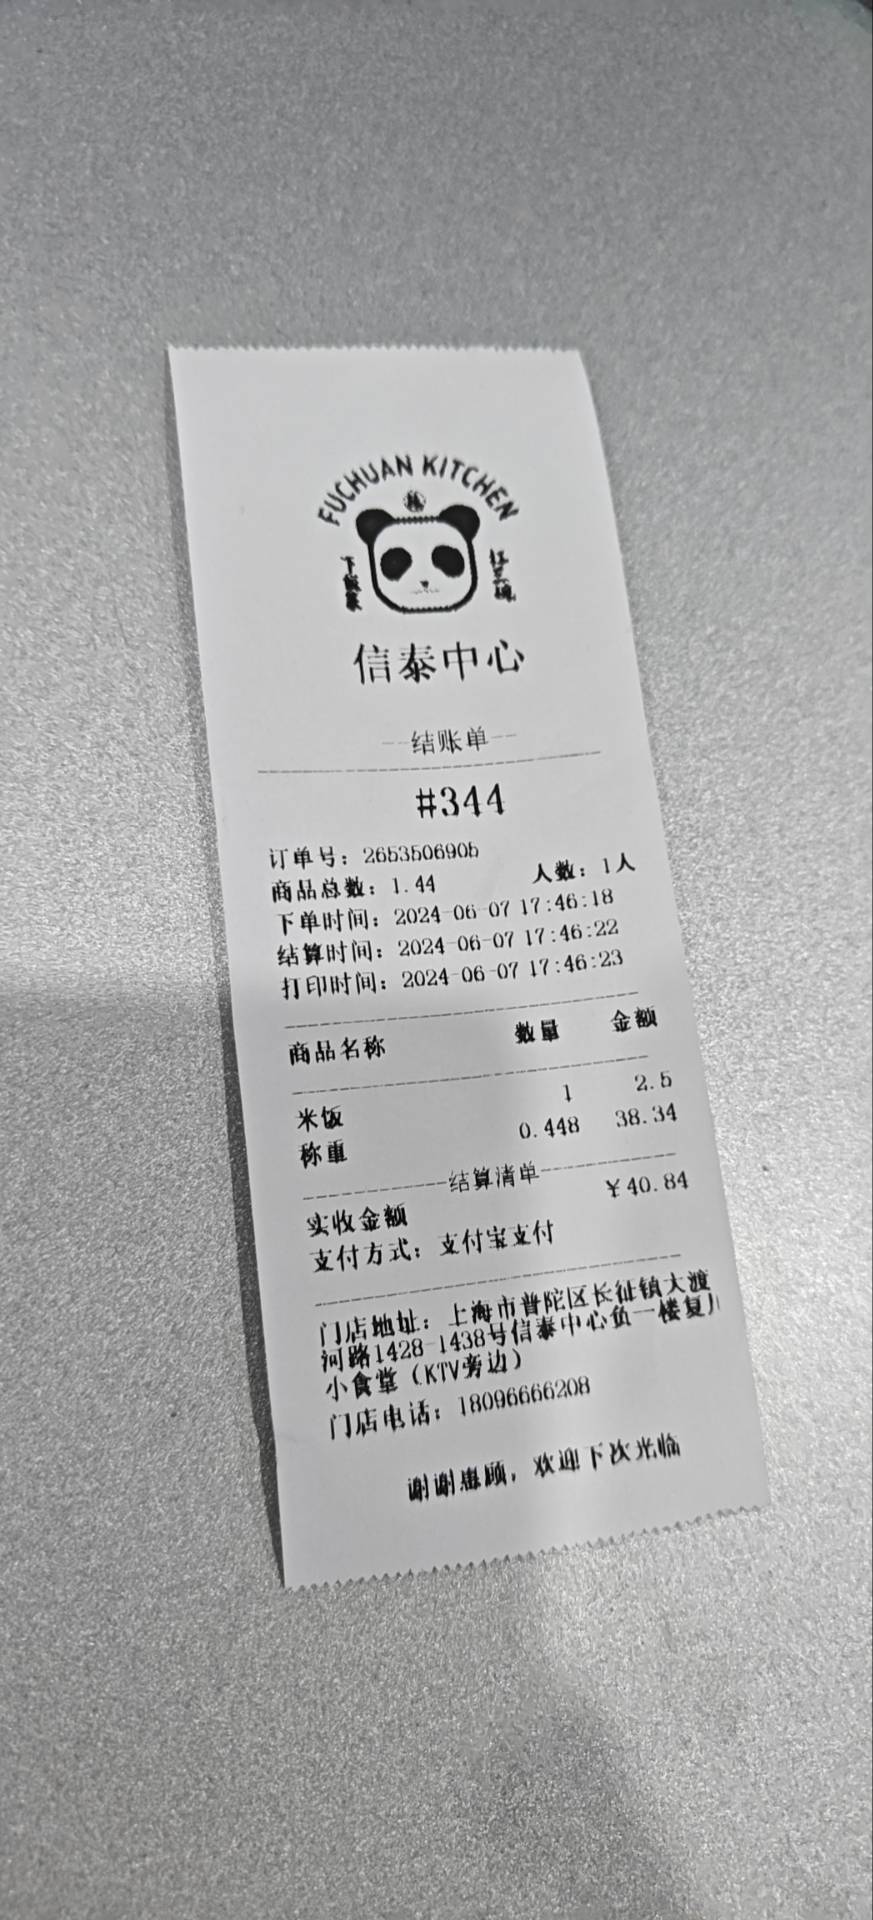 FUCHUAN KITCHEN
下饭菜
信泰中心
--结账单--
#344
订单号：2653506905
商品总数：1.44 人数：1人
下单时间：2024-06-07 17:46:18
结算时间：2024-06-07 17:46:22
打印时间：2024-06-07 17:46:23
商品名称 数量 金额
米饭 1 2.5
称重 0.448 38.34
结算清单
实收金额 ￥40.84
支付方式：支付宝支付
门店地址：上海市普陀区长征镇大渡
河路1428-1438号信泰中心负一楼复川
小食堂（KTV旁边）
门店电话：18096666208
谢谢惠顾，欢迎下次光临